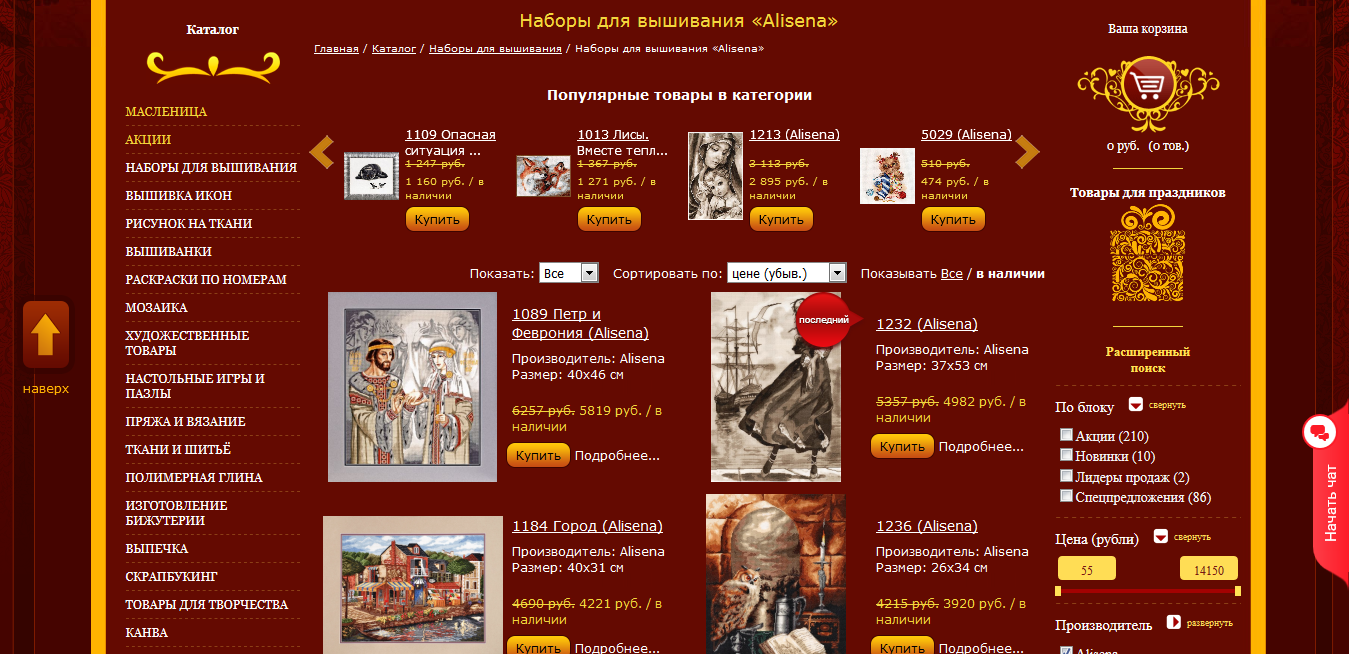 Каталог
МАСЛЕНИЦА
АКЦИИ
НАБОРЫ ДЛЯ ВЫШИВАНИЯ
ВЫШИВКА ИКОН
РИСУНОК НА ТКАНИ
ВЫШИВАНКИ
РАСКРАСКИ ПО НОМЕРАМ
МОЗАИКА
ХУДОЖЕСТВЕННЫЕ
ТОВАРЫ
НАСТОЛЬНЫЕ ИГРЫ И
ПАЗЛЫ
ПРЯЖА И ВЯЗАНИЕ
ТКАНИ И ШИТЬЁ
ПОЛИМЕРНАЯ ГЛИНА
ИЗГОТОВЛЕНИЕ
БИЖУТЕРИИ
ВЫПЕЧКА
СКРАПБУКИНГ
ТОВАРЫ ДЛЯ ТВОРЧЕСТВА
КАНВА
наверх
Наборы для вышивания «Alisena»
Главная / Каталог / Наборы для вышивания / Наборы для вышивания «Alisena»
Популярные товары в категории
1109 Опасная
ситуация ...
1 247 руб.
1 160 руб. / в
наличии
Купить
1013 Лисы.
Вместе тепл...
1 367 руб.
1 271 руб. / в
наличии
Купить
1213 (Alisena)
3 113 руб.
2 895 руб. / в
наличии
Купить
5029 (Alisena)
510 руб.
474 руб. / в
наличии
Купить
Показать: Все Сортировать по: цене (убыв.) Показывать Все / в наличии
1089 Петр и
Феврония (Alisena)
Производитель: Alisena
Размер: 40x46 см
6257 руб. 5819 руб. / в
наличии
Купить Подробнее...
последний
1232 (Alisena)
Производитель: Alisena
Размер: 37x53 см
5357 руб. 4982 руб. / в
наличии
Купить Подробнее...
1184 Город (Alisena)
Производитель: Alisena
Размер: 40x31 см
4690 руб. 4221 руб. / в
наличии
Купить Подробнее...
1236 (Alisena)
Производитель: Alisena
Размер: 26x34 см
4215 руб. 3920 руб. / в
наличии
Купить Подробнее...
Ваша корзина
0 руб. (0 тов.)
Товары для праздников
Расширенный
поиск
По блоку свернуть
Акции (210)
Новинки (10)
Лидеры продаж (2)
Спецпредложения (86)
Цена (рубли) свернуть
55 14150
Производитель развернуть
Alisena
Начать чат